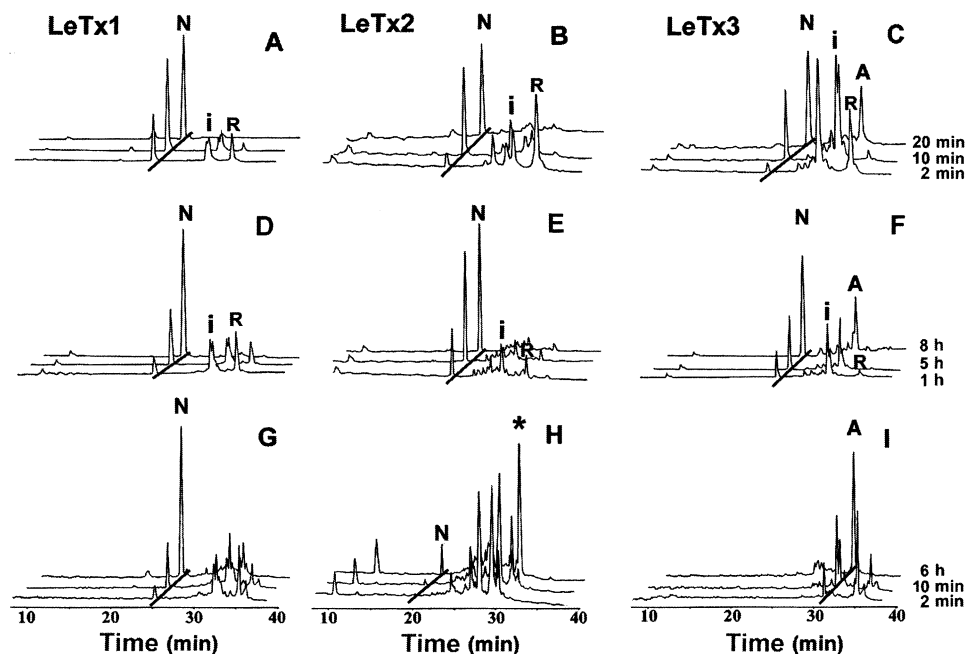 LeTx1 LeTx2 LeTx3
N A N B N i C
i R i R R A
20 min
10 min
2 min
N D N E N F
i R i R i A R
8 h
5 h
1 h
N G N * H A I
6 h
10 min
2 min
10 20 30 40 10 20 30 40 10 20 30 40
Time (min) Time (min) Time (min)